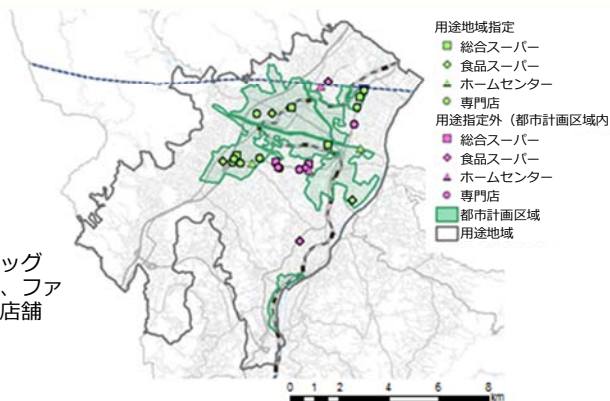 用途地域指定
総合スーパー
食品スーパー
ホームセンター
専門店
用途指定外（都市計画区域内
総合スーパー
食品スーパー
ホームセンター
専門店
都市計画区域
用途地域
ッグ
、ファ
店舗
0 1 2 4 6 8
km